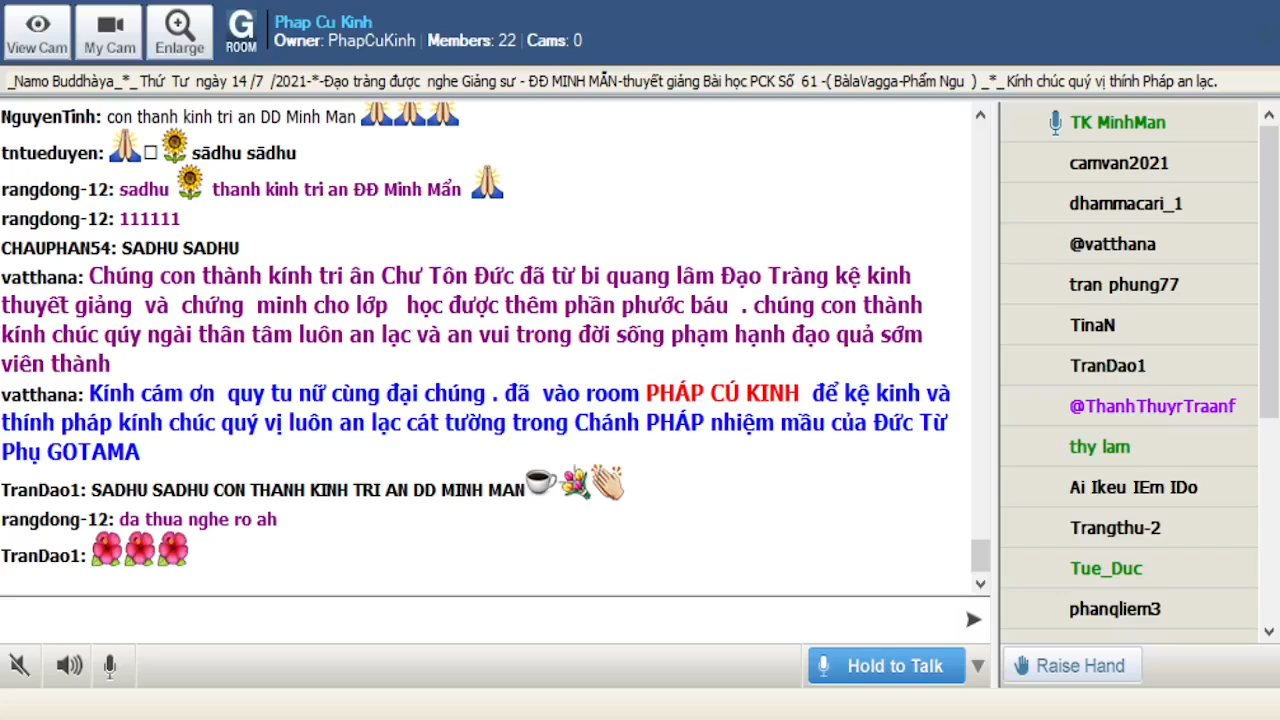 View Cam
My Cam
Enlarge
G
ROOM
Phap Cu Kinh
Owner: PhapCuKinh | Members: 22 | Cams: 0
_Namo Buddhàya_*_Thứ Tư ngày 14 /7 /2021-*-Đạo tràng được nghe Giảng sư - ĐĐ MINH MẪN-thuyết giảng Bài học PCK Số 61 -( BàlaVagga-Phẩm Ngu ) _*_Kính chúc quý vị thính Pháp an lạc.
NguyenTinh: con thanh kinh tri an DD Minh Man
tntueduyen: sādhu sādhu
rangdong-12: sadhu thanh kinh tri an ĐĐ Minh Mẩn
rangdong-12: 111111
CHAUPHAN54: SADHU SADHU
vatthana: Chúng con thành kính tri ân Chư Tôn Đức đã từ bi quang lâm Đạo Tràng kệ kinh
thuyết giảng và chứng minh cho lớp học được thêm phần phước báu . chúng con thành
kính chúc qúy ngài thân tâm luôn an lạc và an vui trong đời sống phạm hạnh đạo quả sớm
viên thành
vatthana: Kính cám ơn quy tu nữ cùng đại chúng . đã vào room PHÁP CÚ KINH để kệ kinh và
thính pháp kính chúc quý vị luôn an lạc cát tường trong Chánh PHÁP nhiệm mầu của Đức Từ
Phụ GOTAMA
TranDao1: SADHU SADHU CON THANH KINH TRI AN DD MINH MAN
rangdong-12: da thua nghe ro ah
TranDao1:
TK MinhMan
camvan2021
dhammacari_1
@vatthana
tran phung77
TinaN
TranDao1
@ThanhThuyrTraanf
thy lam
Ai Ikeu IEm IDo
Trangthu-2
Tue_Duc
phanqliem3
Hold to Talk
Raise Hand